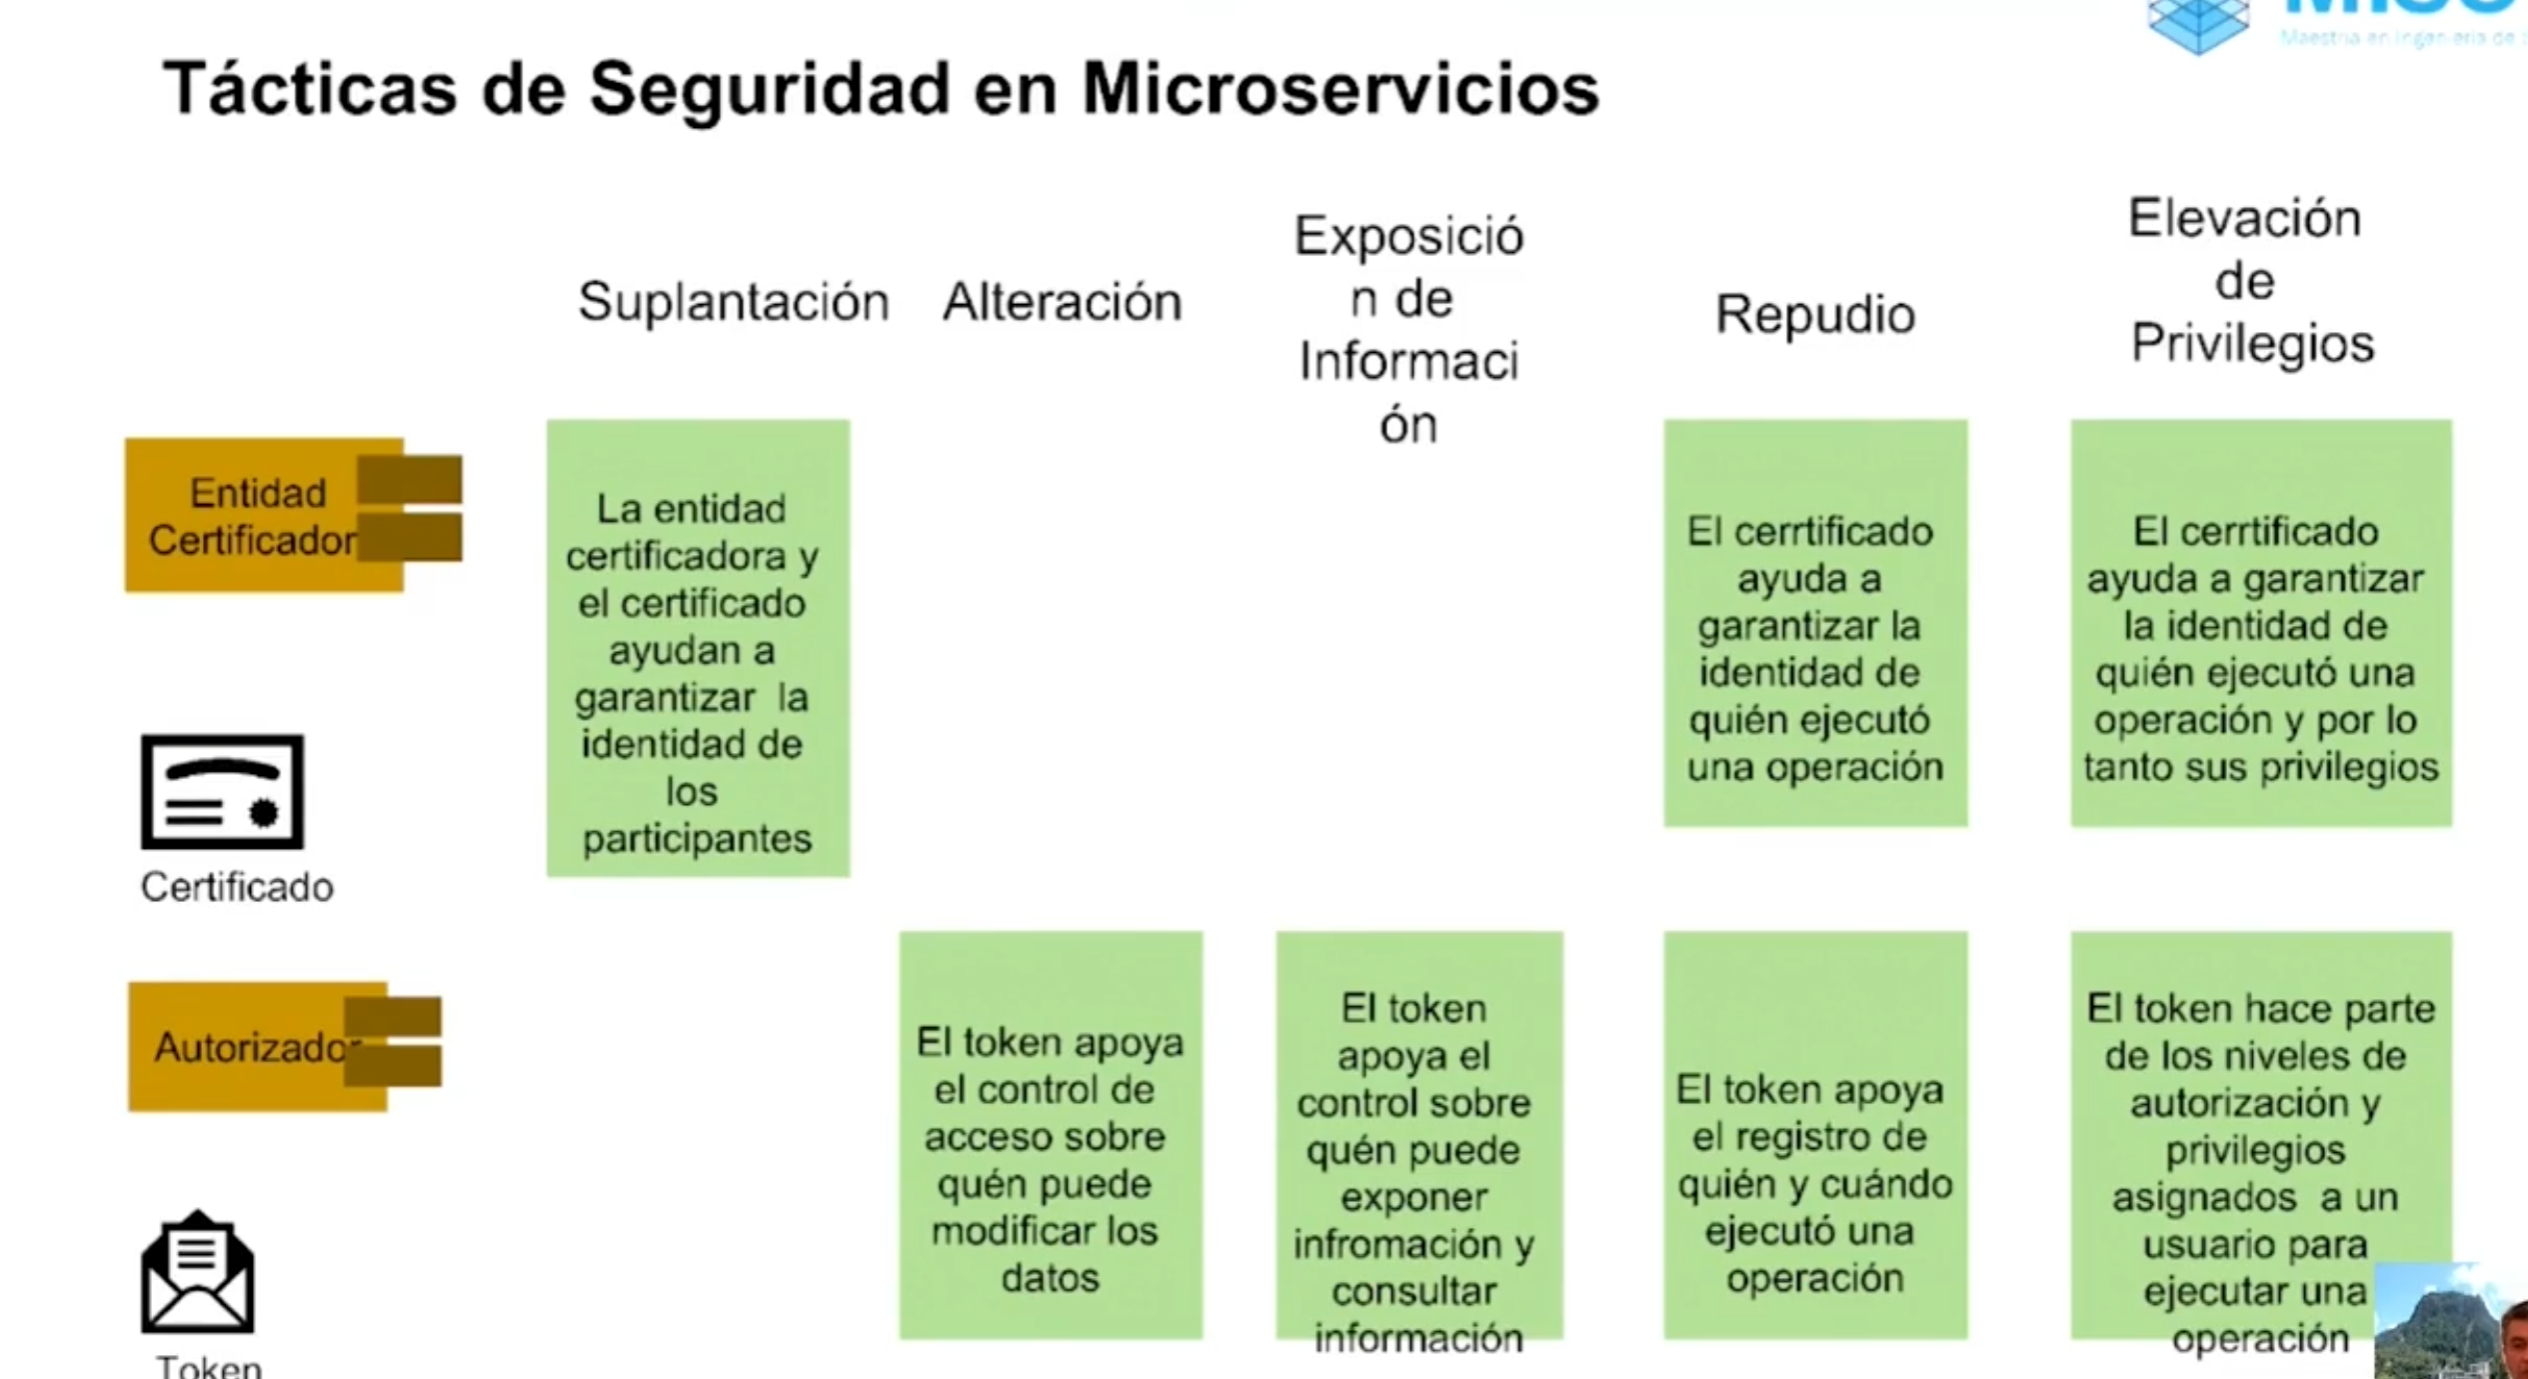 Maestría en Ingeniería de
Tácticas de Seguridad en Microservicios
Suplantación
Alteración
Exposició
n de
Informaci
ón
Repudio
Elevación
de
Privilegios
Entidad
Certificador
La entidad
certificadora y
el certificado
ayudan a
garantizar la
identidad de
los
participantes
El cerrtificado
ayuda a
garantizar la
identidad de
quién ejecutó
una operación
El cerrtificado
ayuda a garantizar
la identidad de
quién ejecutó una
operación y por lo
tanto sus privilegios
Certificado
Autorizador
El token apoya
el control de
acceso sobre
quén puede
modificar los
datos
El token
apoya el
control sobre
quén puede
exponer
infromación y
consultar
información
El token apoya
el registro de
quién y cuándo
ejecutó una
operación
El token hace parte
de los niveles de
autorización y
privilegios
asignados a un
usuario para
ejecutar una
operación
Token